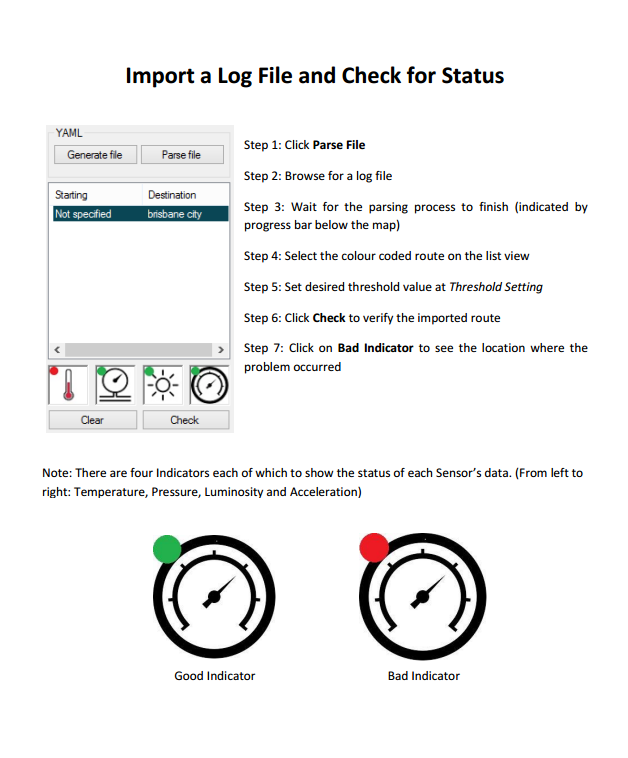 Import a Log File and Check for Status
YAML
Generate file
Parse file
Starting
Destination
Not specified
brisbane city
Clear
Check
Step 1: Click Parse File
Step 2: Browse for a log file
Step 3: Wait for the parsing process to finish (indicated by
progress bar below the map)
Step 4: Select the colour coded route on the list view
Step 5: Set desired threshold value at Threshold Setting
Step 6: Click Check to verify the imported route
Step 7: Click on Bad Indicator to see the location where the
problem occurred
Note: There are four Indicators each of which to show the status of each Sensor's data. (From left to
right: Temperature, Pressure, Luminosity and Acceleration)
Good Indicator
Bad Indicator